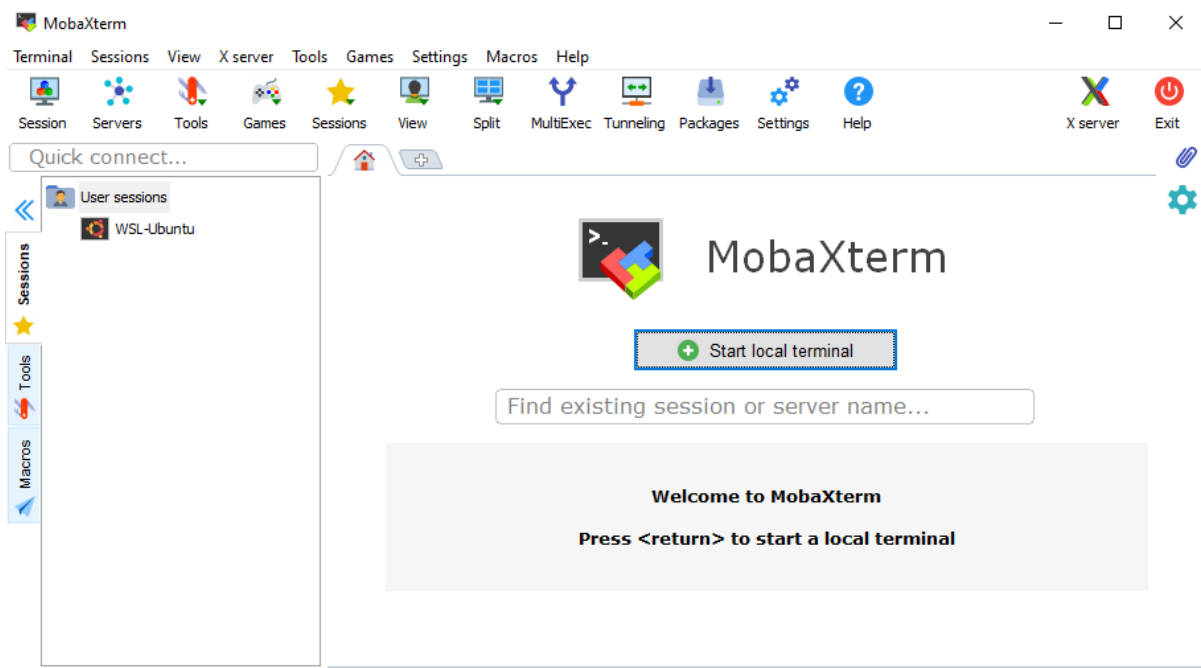 MobaXterm
Terminal Sessions View X server Tools Games Settings Macros Help
Session Servers Tools Games Sessions View Split MultiExec Tunneling Packages Settings Help X server Exit
Quick connect...
User sessions
WSL-Ubuntu
Sessions
Tools
Macros
>_
MobaXterm
Start local terminal
Find existing session or server name...
Welcome to MobaXterm
Press <return> to start a local terminal